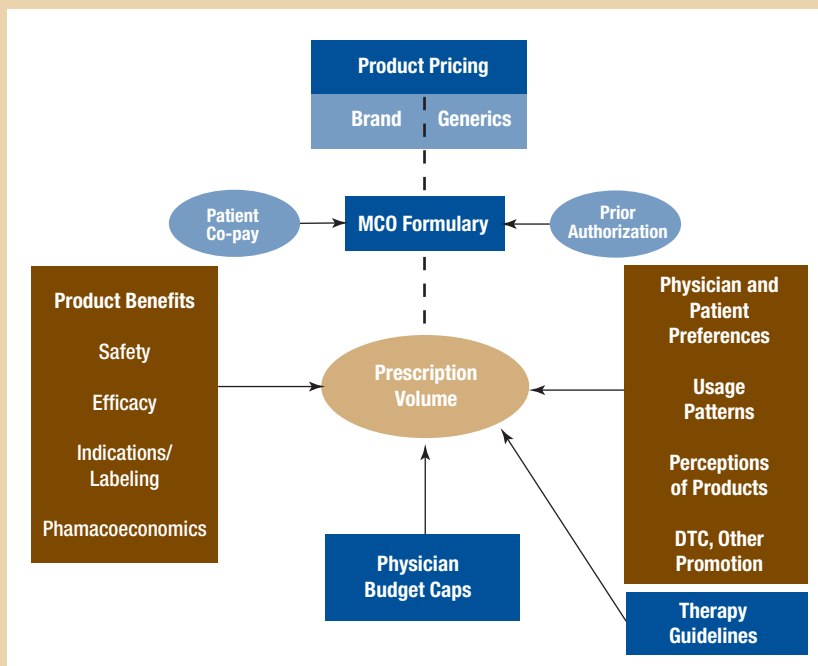 Product Pricing
Brand
Generics
Patient
Co-pay
MCO Formulary
Prior
Authorization
Product Benefits
Safety
Efficacy
Indications/
Labeling
Phamacoeconomics
Prescription
Volume
Physician and
Patient
Preferences
Usage
Patterns
Perceptions
of Products
DTC, Other
Promotion
Physician
Budget Caps
Therapy
Guidelines